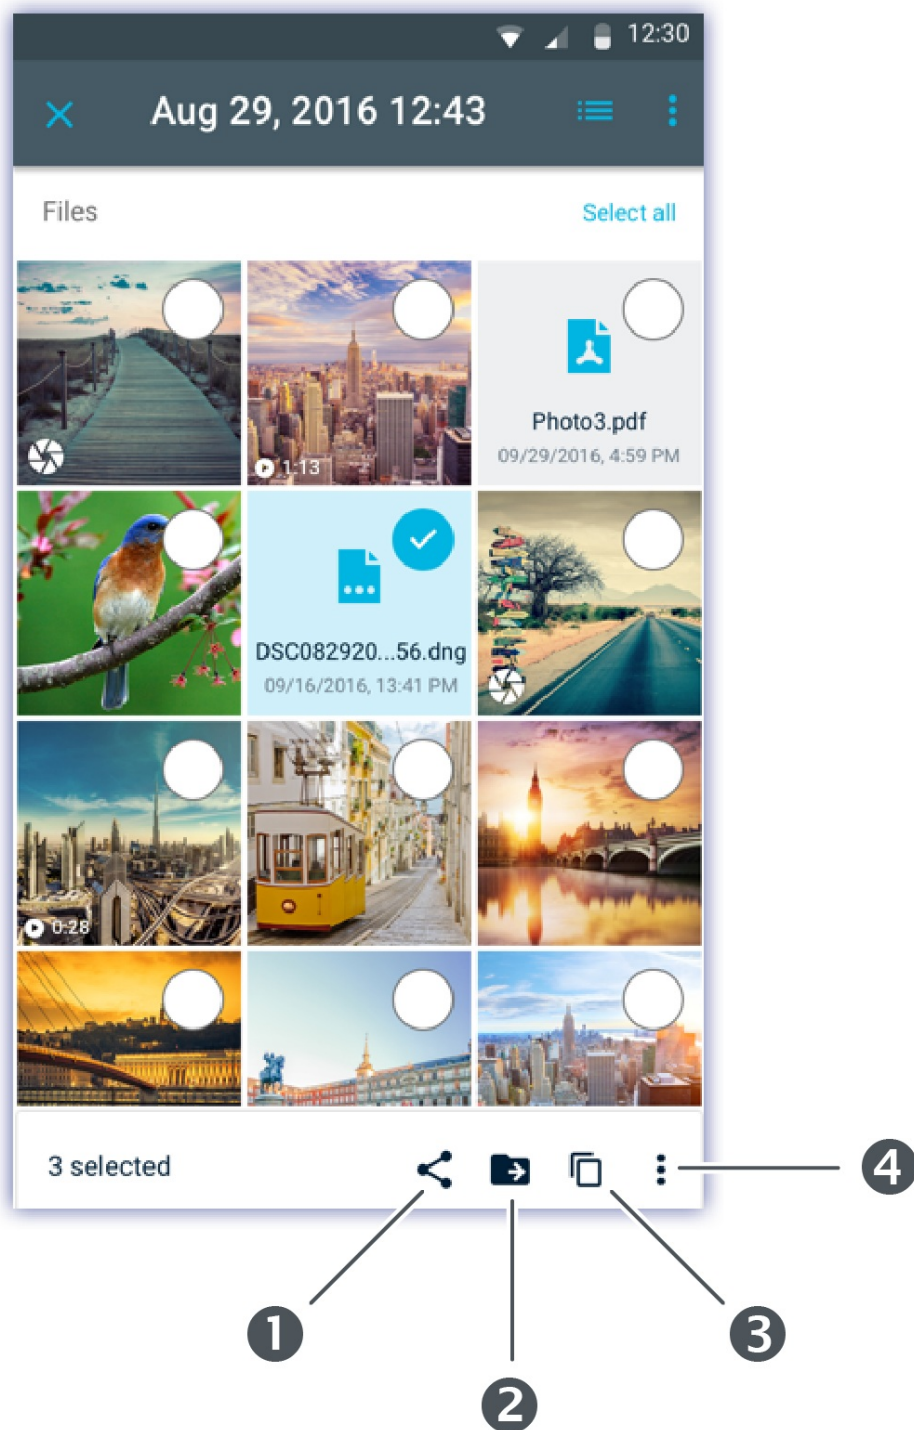 12:30
Aug 29, 2016 12:43
Files
Select all
1:13
Photo3.pdf
09/29/2016, 4:59 PM
DSC082920...56.dng
09/16/2016, 13:41 PM
0:28
3 selected
4
1
3
2